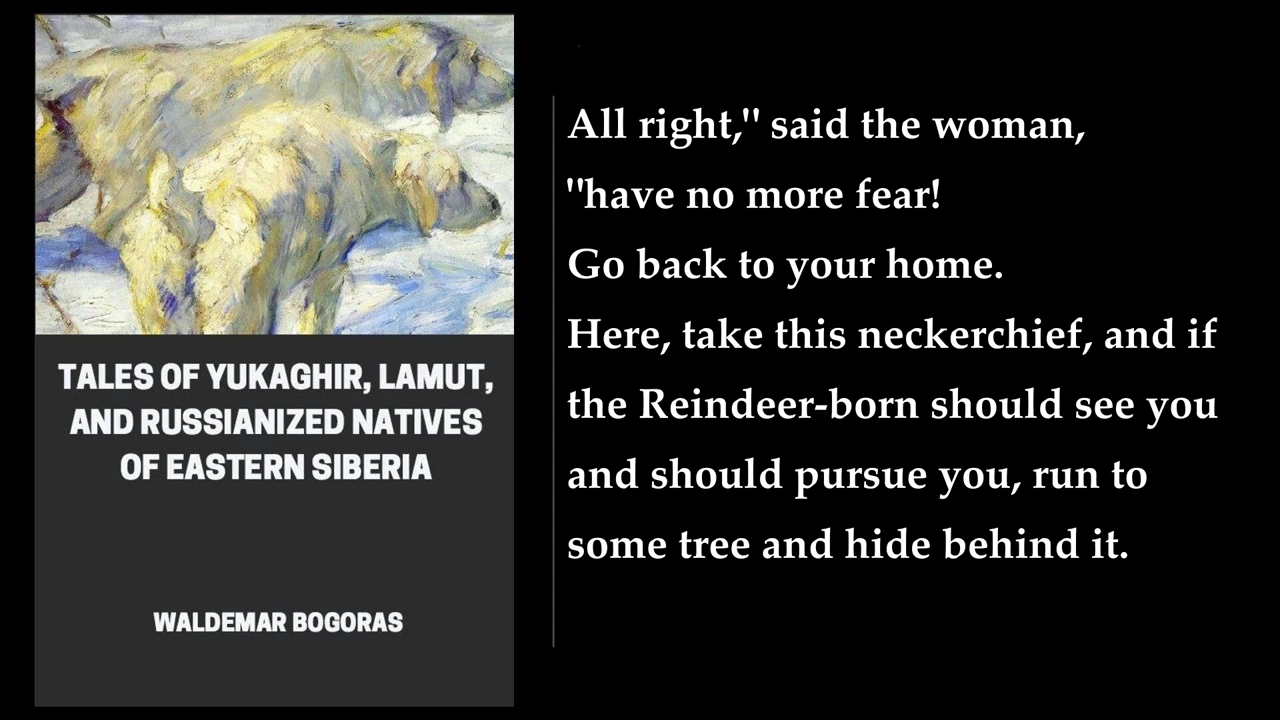 TALES OF YUKAGHIR, LAMUT,
AND RUSSIANIZED NATIVES
OF EASTERN SIBERIA
WALDEMAR BOGORAS
All right," said the woman,
"have no more fear!
Go back to your home.
Here, take this neckerchief, and if
the Reindeer-born should see you
and should pursue you, run to
some tree and hide behind it.